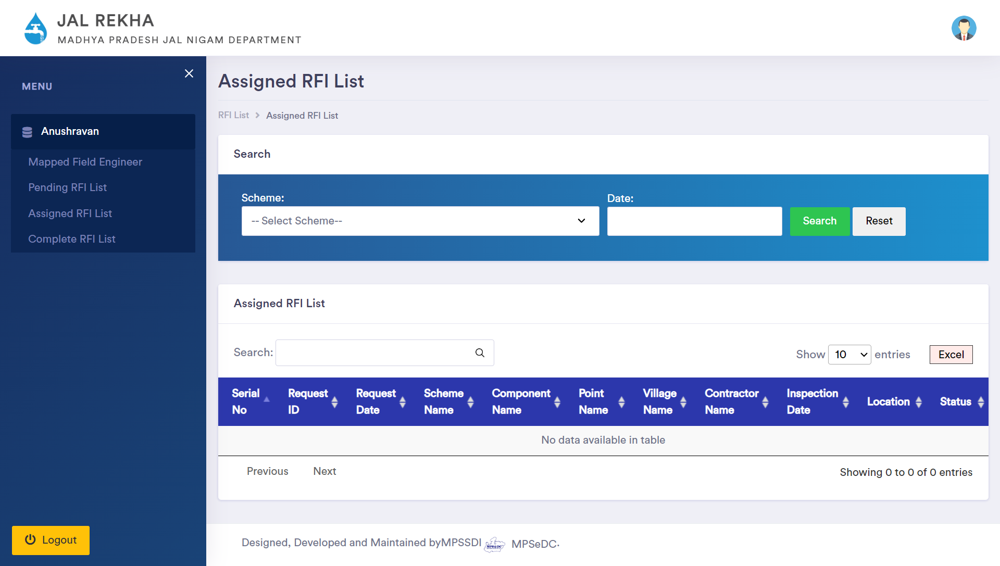 JAL REKHA
MADHYA PRADESH JAL NIGAM DEPARTMENT
MENU
Anushravan
Mapped Field Engineer
Pending RFI List
Assigned RFI List
Complete RFI List
Logout
Assigned RFI List
RFI List > Assigned RFI List
Search
Scheme:
Date:
-- Select Scheme--
Search
Reset
Assigned RFI List
Search:
Show 10 entries
Excel
Serial No
Request ID
Request Date
Scheme Name
Component Name
Point Name
Village Name
Contractor Name
Inspection Date
Location
Status
No data available in table
Previous
Next
Showing 0 to 0 of 0 entries
Designed, Developed and Maintained byMPSSDI MPSeDC MPSeDC.